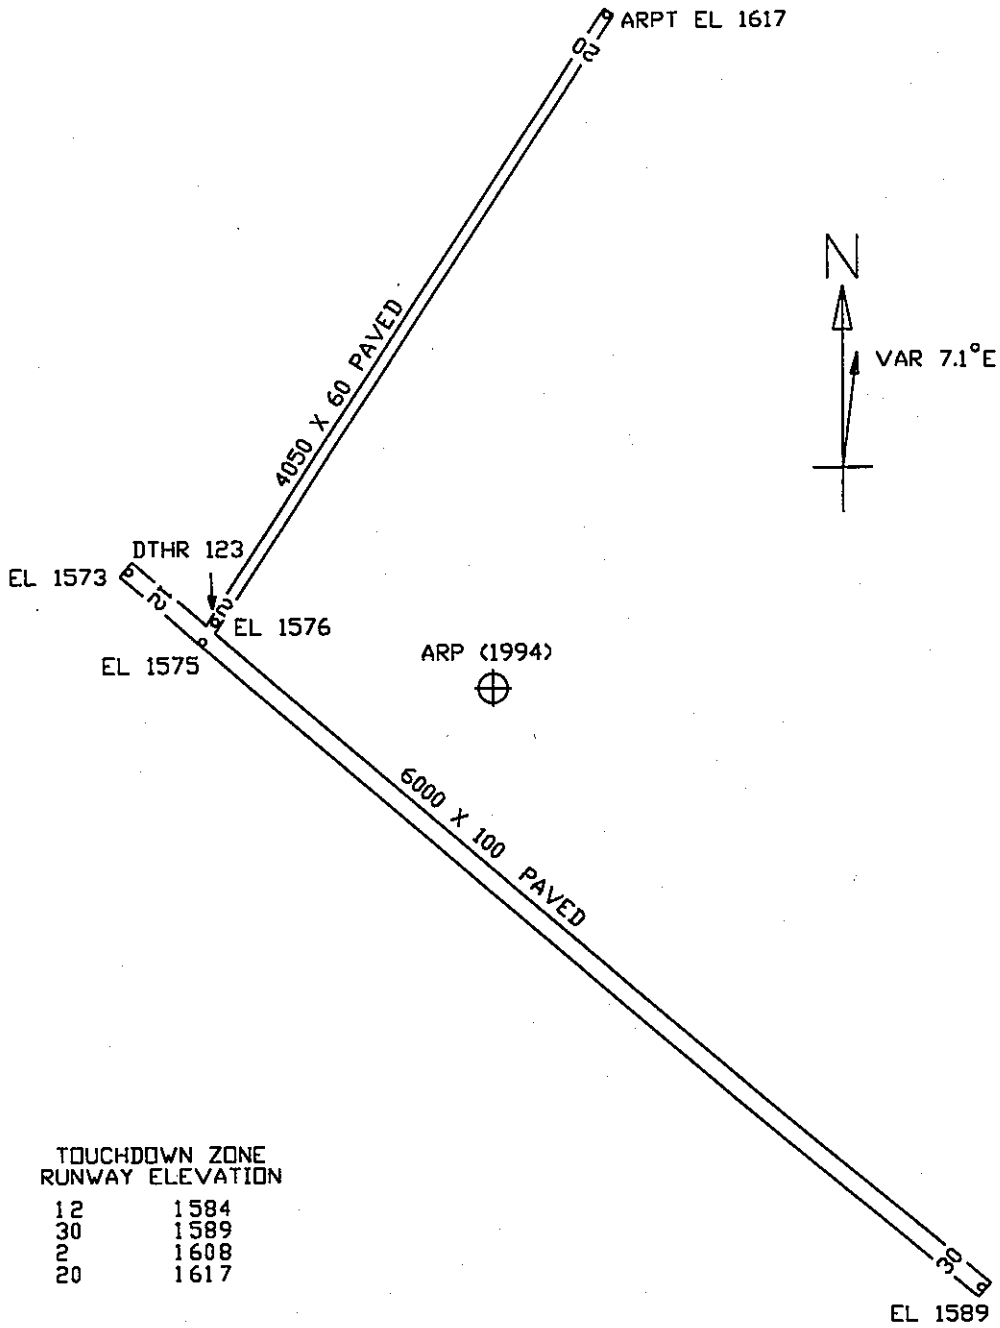 ARPT EL 1617
20
N
VAR 7.1°E
4050 X 60 PAVED
DTHR 123
EL 1573
12
2
EL 1576
EL 1575
ARP (1994)
6000 X 100 PAVED
TOUCHDOWN ZONE
RUNWAY ELEVATION
12 1584
30 1589
2 1608
20 1617
30
EL 1589